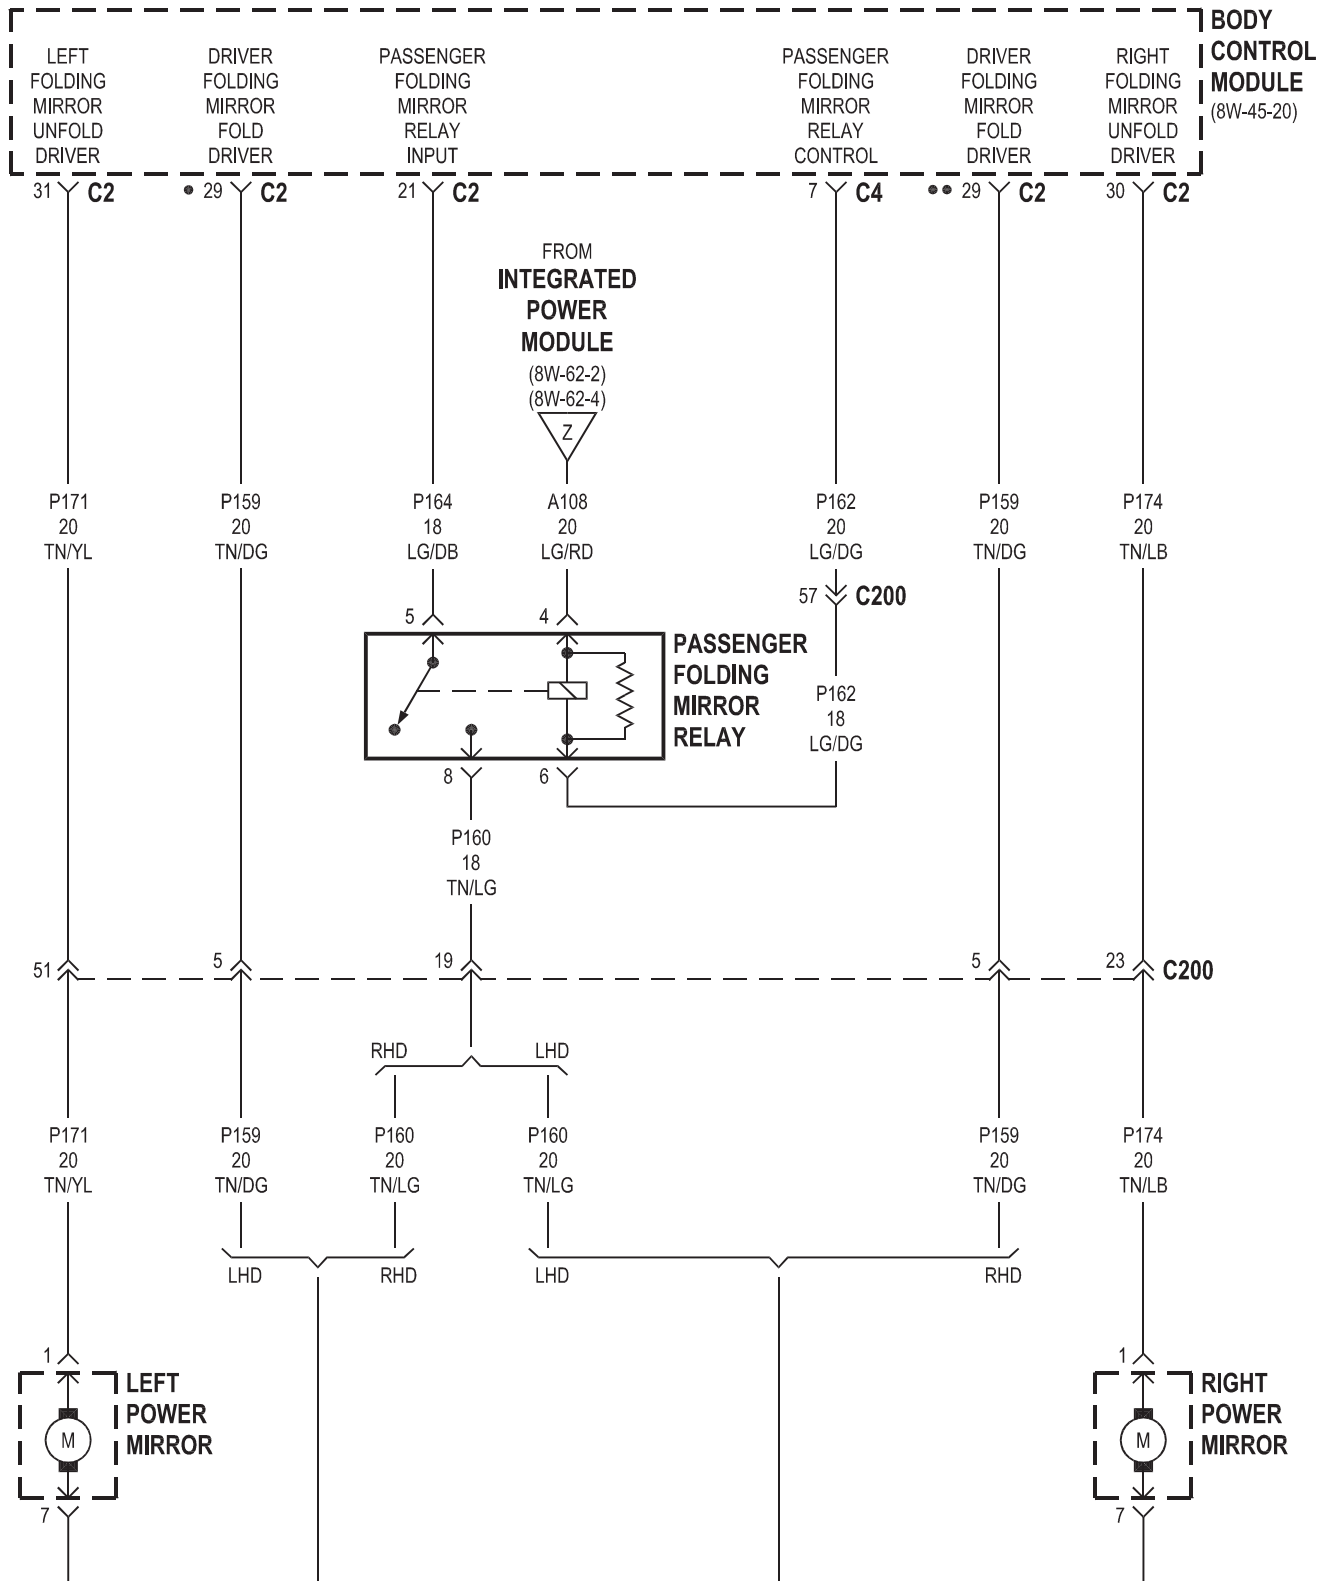 BODY
CONTROL
MODULE
(8W-45-20)
LEFT
FOLDING
MIRROR
UNFOLD
DRIVER
DRIVER
FOLDING
MIRROR
FOLD
DRIVER
PASSENGER
FOLDING
MIRROR
RELAY
INPUT
PASSENGER
FOLDING
MIRROR
RELAY
CONTROL
DRIVER
FOLDING
MIRROR
FOLD
DRIVER
RIGHT
FOLDING
MIRROR
UNFOLD
DRIVER
31 C2
• 29 C2
21 C2
7 C4
•• 29 C2
30 C2
FROM
INTEGRATED
POWER
MODULE
(8W-62-2)
(8W-62-4)
Z
P171
20
TN/YL
P159
20
TN/DG
P164
18
LG/DB
A108
20
LG/RD
P162
20
LG/DG
P159
20
TN/DG
P174
20
TN/LB
57 C200
5
4
PASSENGER
FOLDING
MIRROR
RELAY
P162
18
LG/DG
8
6
P160
18
TN/LG
51
5
19
5
23
C200
RHD
LHD
P171
20
TN/YL
P159
20
TN/DG
P160
20
TN/LG
P160
20
TN/LG
P159
20
TN/DG
P174
20
TN/LB
LHD
RHD
LHD
RHD
1
LEFT
POWER
MIRROR
M
7
1
RIGHT
POWER
MIRROR
M
7